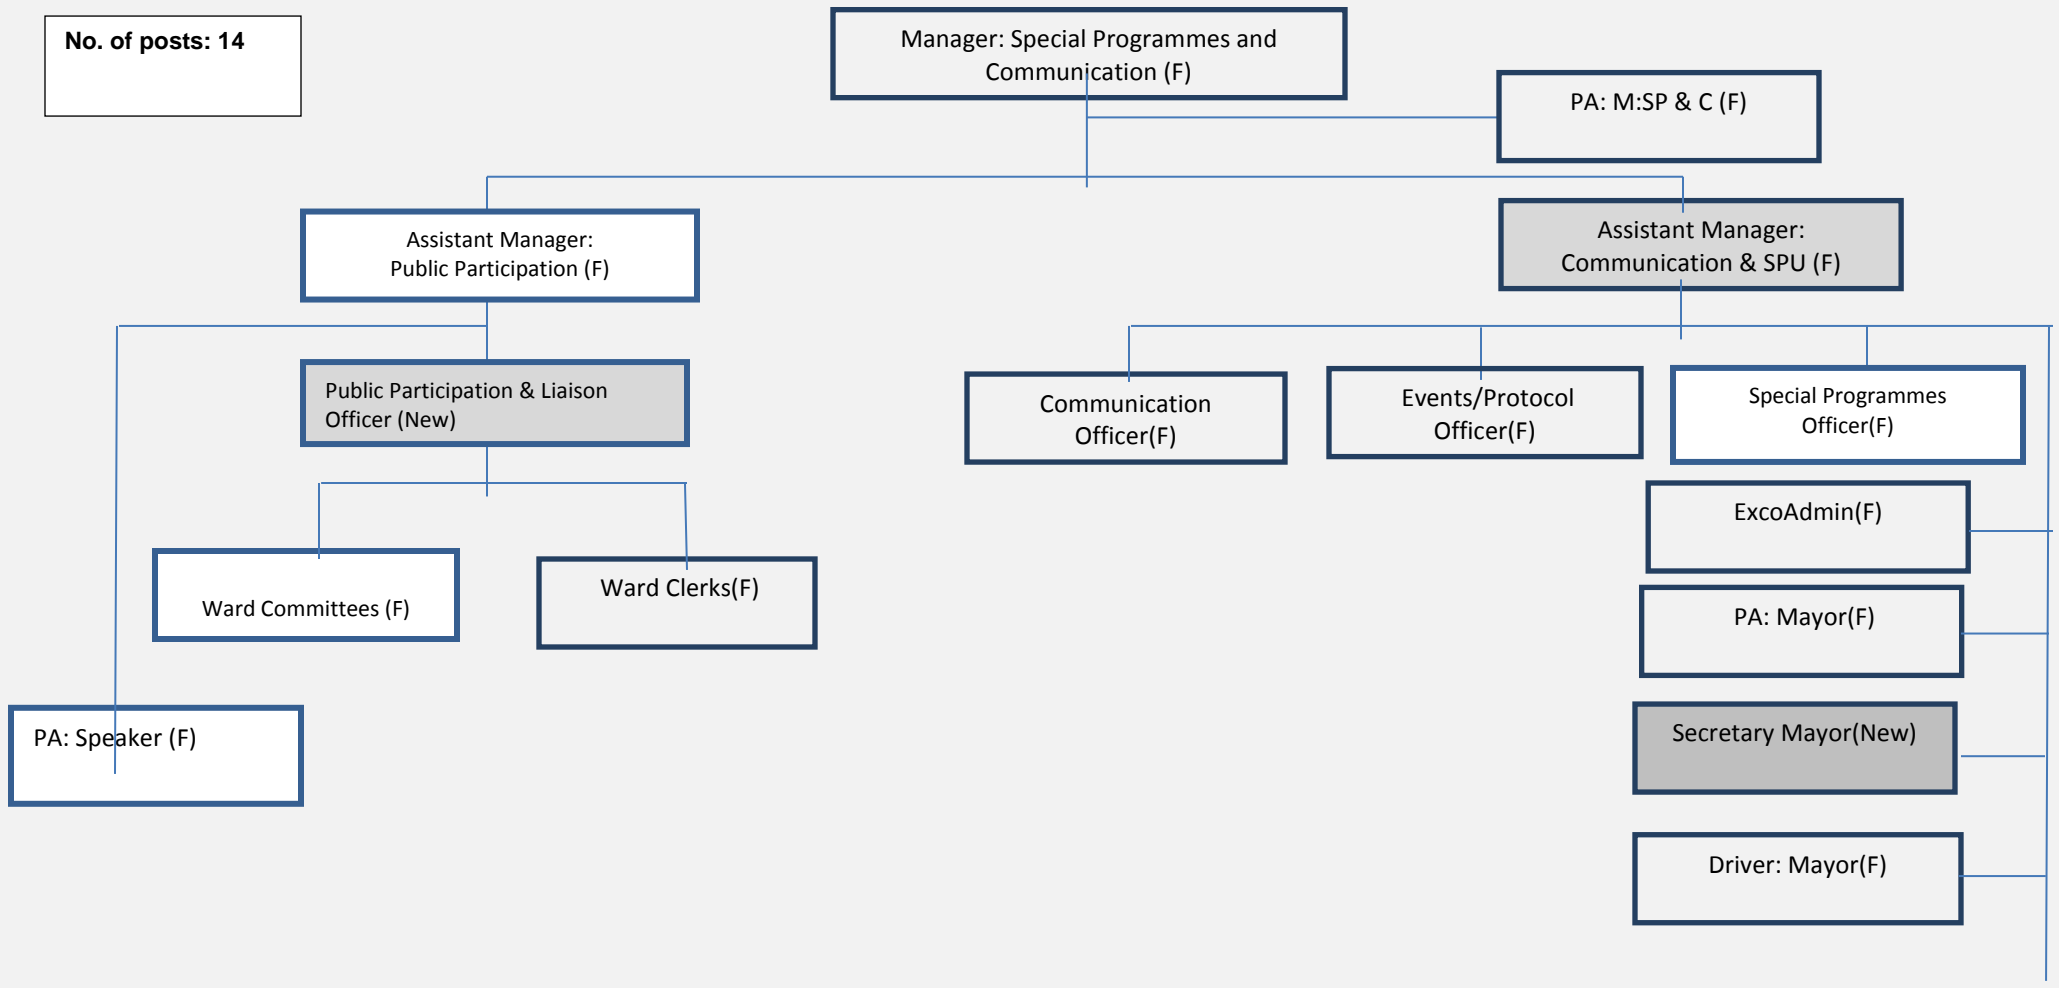 No. of posts: 14
Manager: Special Programmes and
Communication (F)
PA: M:SP & C (F)
Assistant Manager:
Public Participation (F)
Assistant Manager:
Communication & SPU (F)
Public Participation & Liaison
Officer (New)
Communication
Officer(F)
Events/Protocol
Officer(F)
Special Programmes
Officer(F)
ExcoAdmin(F)
Ward Committees (F)
Ward Clerks(F)
PA: Mayor(F)
PA: Speaker (F)
Secretary Mayor(New)
Driver: Mayor(F)